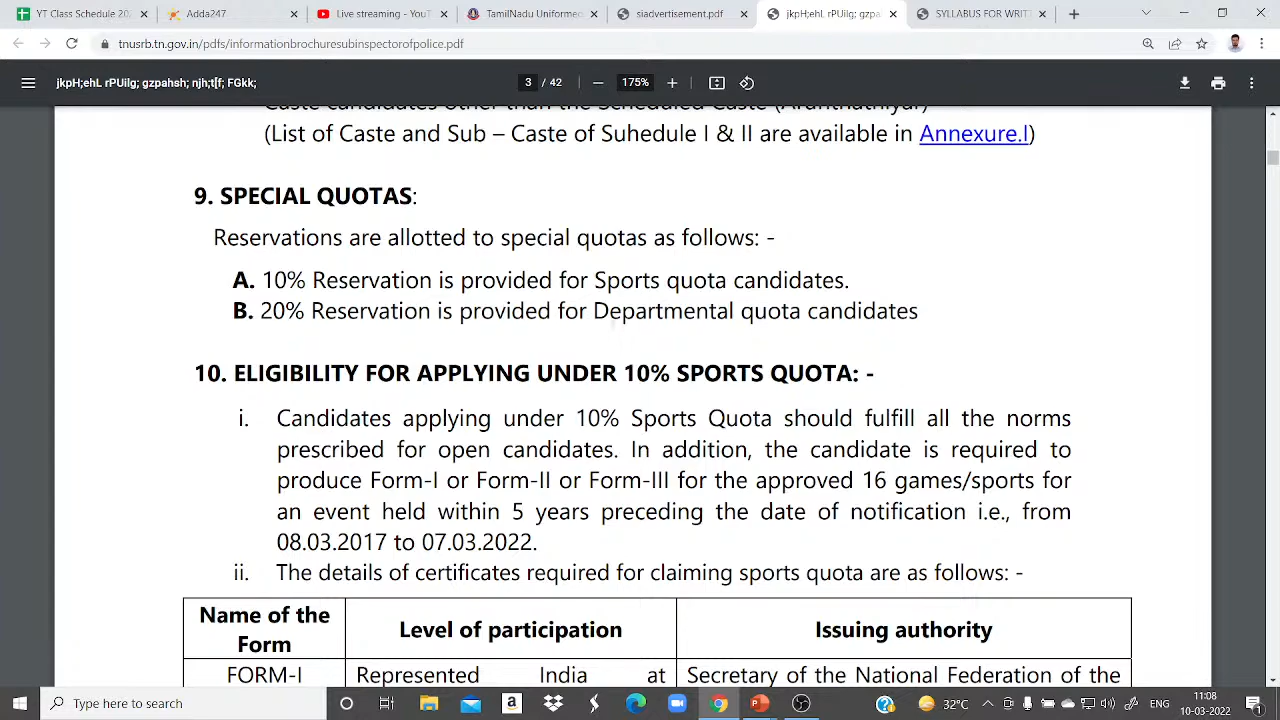 YT Class Schedule 20
Adda247
Live streaming - YouT
TamilNadu Uniformed
siadvertisement.pdf
jkpH;ehL rPUilg; gzpa
SYLLABUS FOR WRIT
tnusrb.tn.gov.in/pdfs/informationbrochuresubinspectorofpolice.pdf
jkpH;ehL rPUilg; gzpahsh; njh;t[f; FGkk;
3 / 42
175%
Caste candidates other than the Scheduled Caste (Arunthathiyar)
(List of Caste and Sub – Caste of Suhedule I & II are available in Annexure.I)
9. SPECIAL QUOTAS:
Reservations are allotted to special quotas as follows: -
A. 10% Reservation is provided for Sports quota candidates.
B. 20% Reservation is provided for Departmental quota candidates
10. ELIGIBILITY FOR APPLYING UNDER 10% SPORTS QUOTA: -
i. Candidates applying under 10% Sports Quota should fulfill all the norms
prescribed for open candidates. In addition, the candidate is required to
produce Form-I or Form-II or Form-III for the approved 16 games/sports for
an event held within 5 years preceding the date of notification i.e., from
08.03.2017 to 07.03.2022.
ii. The details of certificates required for claiming sports quota are as follows: -
Name of the
Form
Level of participation
Issuing authority
FORM-I
Represented India at
Secretary of the National Federation of the
Type here to search
32°C
ENG
11:08
10-03-2022